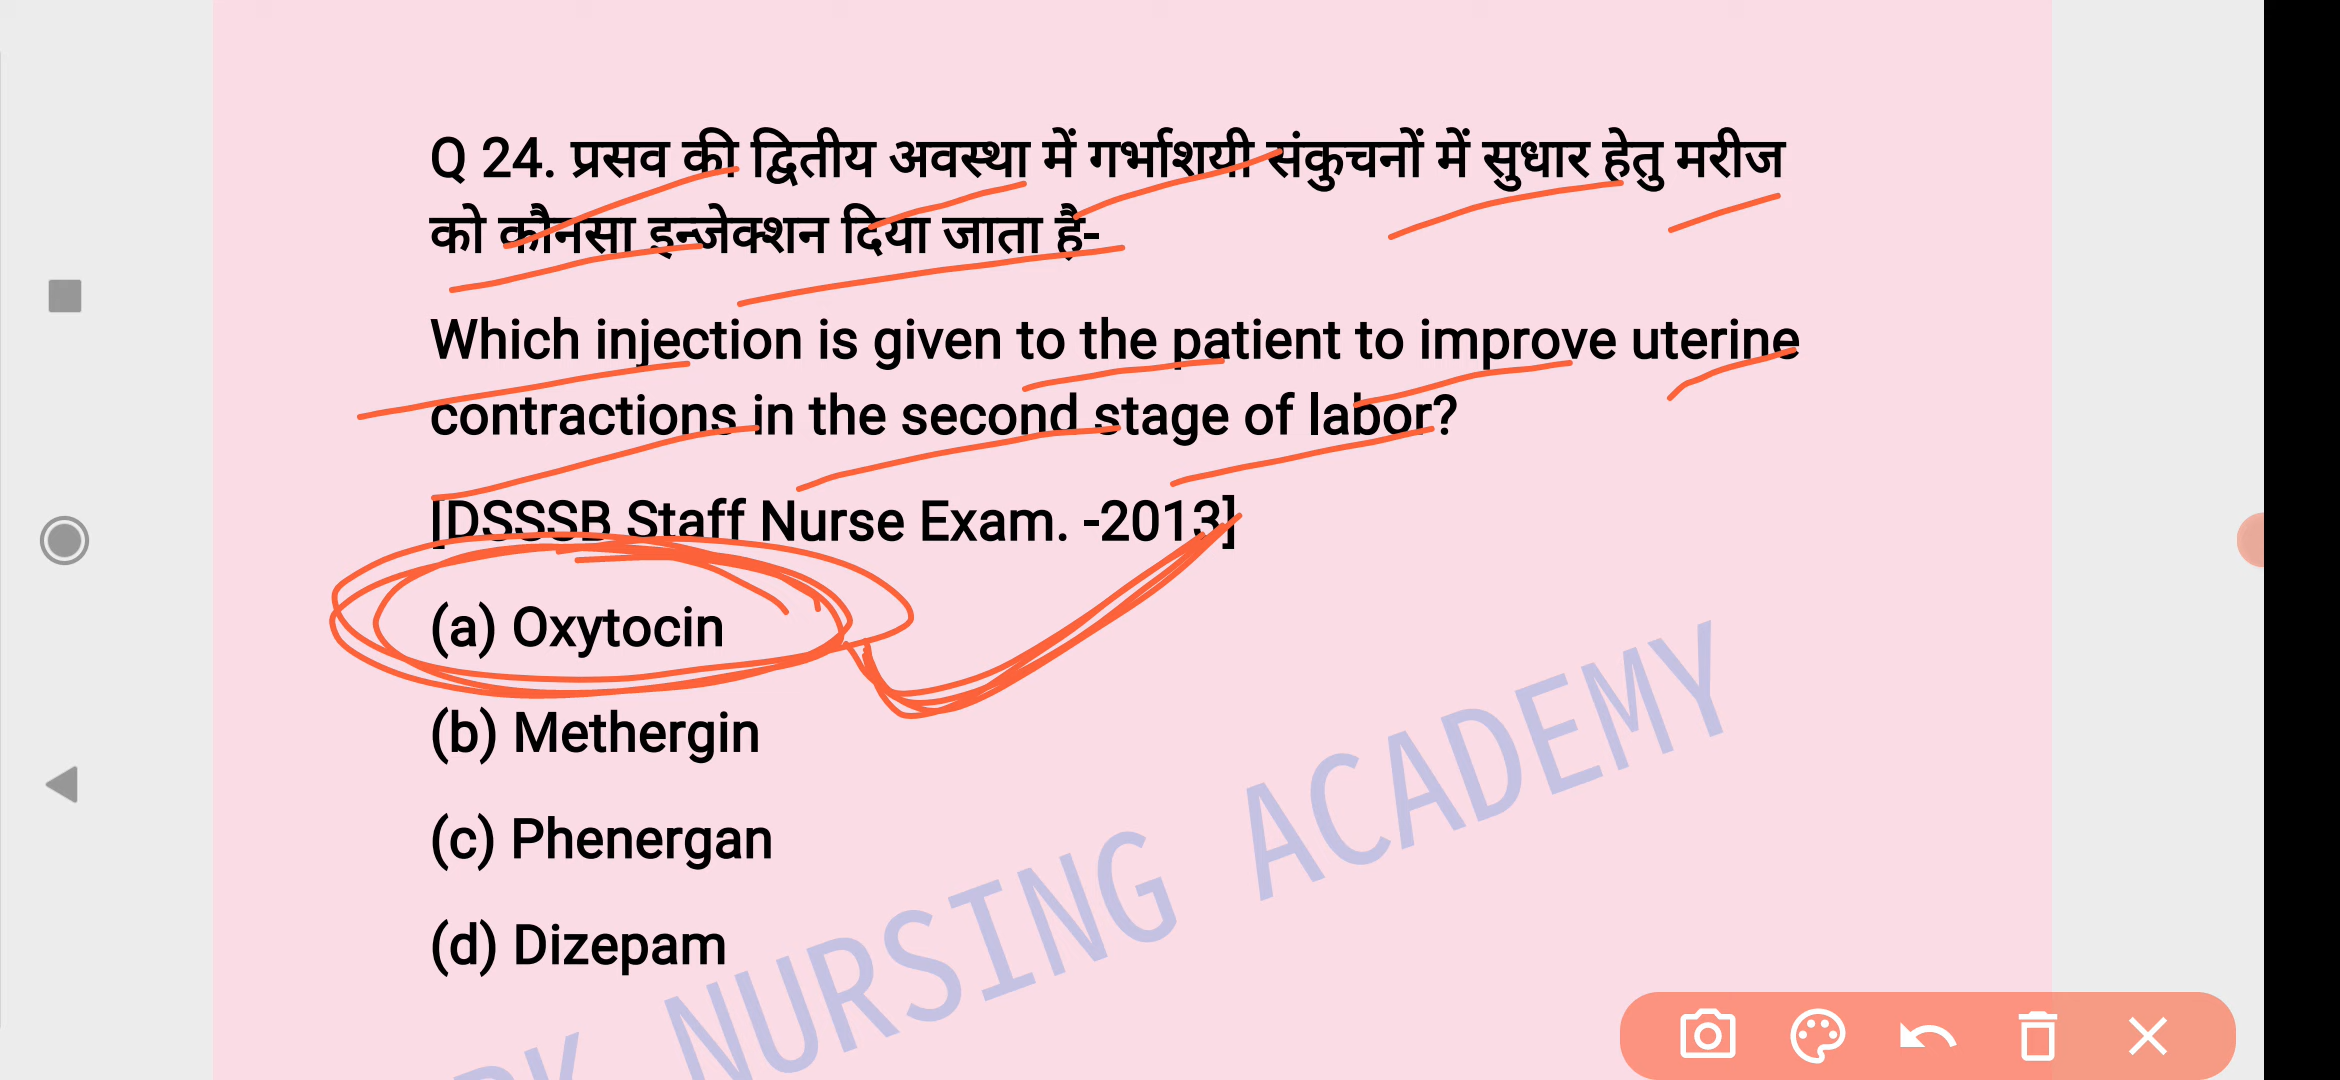 Q 24. प्रसव की द्वितीय अवस्था में गर्भाशयी संकुचनों में सुधार हेतु मरीज
को कौनसा इन्जेक्शन दिया जाता है-
Which injection is given to the patient to improve uterine
contractions in the second stage of labor?
[DSSSB Staff Nurse Exam. -2013]
(a) Oxytocin
(b) Methergin
(c) Phenergan
(d) Dizepam
NURSING ACADEMY